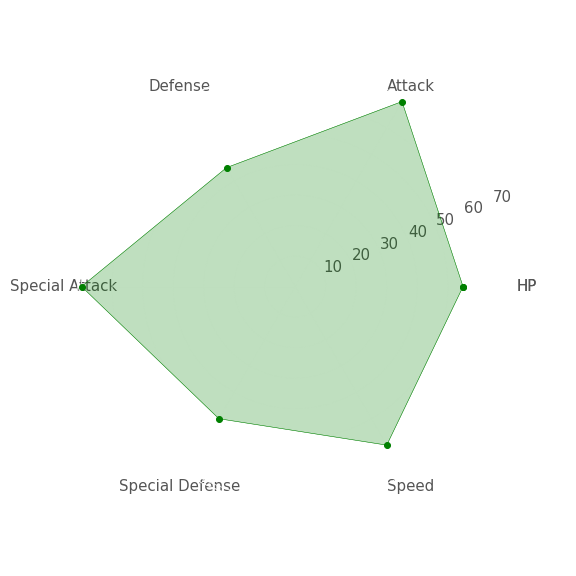 Defense
Attack
70
60
50
40
30
20
10
Special Attack
HP
Special Defense
Speed